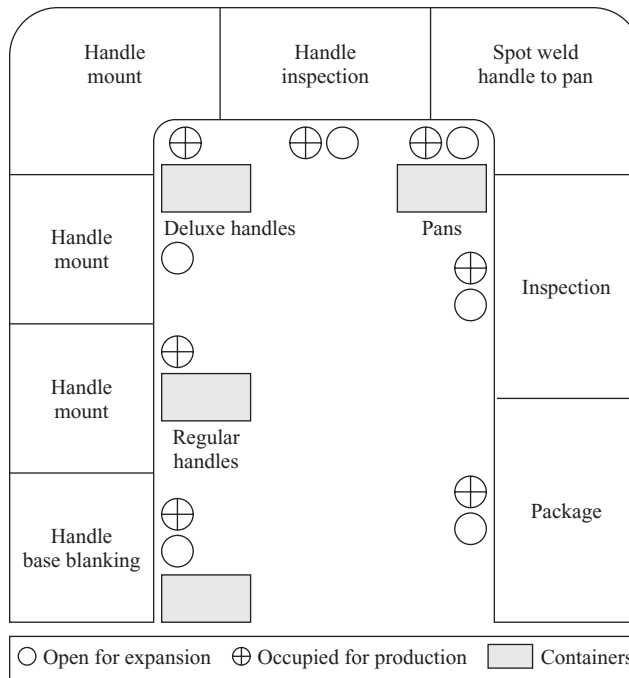 Handle
mount
Handle
inspection
Spot weld
handle to pan
Deluxe handles
Pans
Handle
mount
Inspection
Handle
mount
Regular
handles
Package
Handle
base blanking
Open for expansion
Occupied for production
Containers